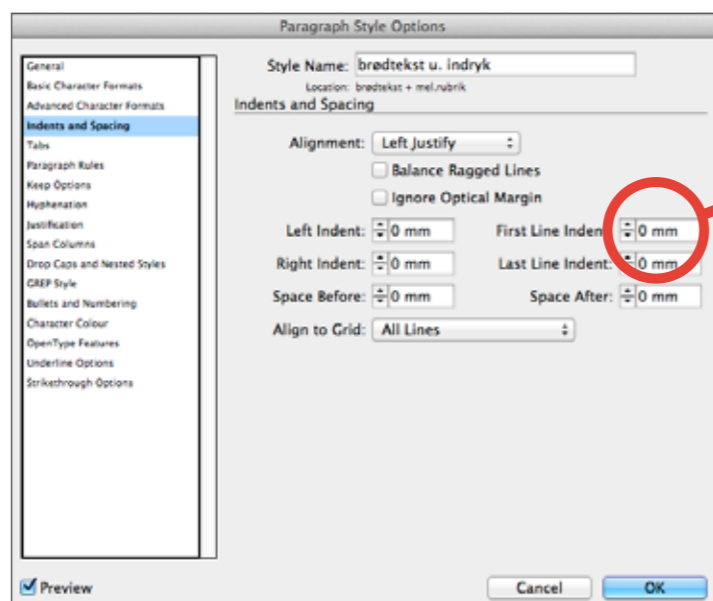 Paragraph Style Options
General
Basic Character Formats
Advanced Character Formats
Indents and Spacing
Tabs
Paragraph Rules
Keep Options
Hyphenation
Justification
Span Columns
Drop Caps and Nested Styles
GREP Style
Bullets and Numbering
Character Colour
OpenType Features
Underline Options
Strikethrough Options
Style Name: brødtekst u. indryk
Location: brødtekst + mel.rubrik
Indents and Spacing
Alignment: Left Justify
Balance Ragged Lines
Ignore Optical Margin
Left Indent: 0 mm First Line Inden 0 mm
Right Indent: 0 mm Last Line Indent: 0 mm
Space Before: 0 mm Space After: 0 mm
Align to Grid: All Lines
Preview Cancel OK